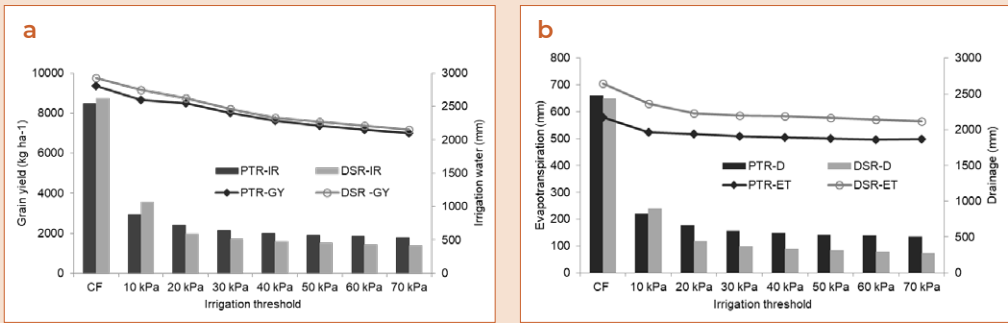 a
Grain yield (kg ha-1)
10000
8000
6000
4000
2000
0
3000
2500
2000
1500
1000
500
0
Irrigation water (mm)
PTR-IR DSR-IR
PTR-GY DSR -GY
CF 10 kPa 20 kPa 30 kPa 40 kPa 50 kPa 60 kPa 70 kPa
Irrigation threshold
b
Evapotranspiration (mm)
800
700
600
500
400
300
200
100
0
3000
2500
2000
1500
1000
500
0
Drainage (mm)
PTR-D DSR-D
PTR-ET DSR-ET
CF 10 kPa 20 kPa 30 kPa 40 kPa 50 kPa 60 kPa 70 kPa
Irrigation threshold